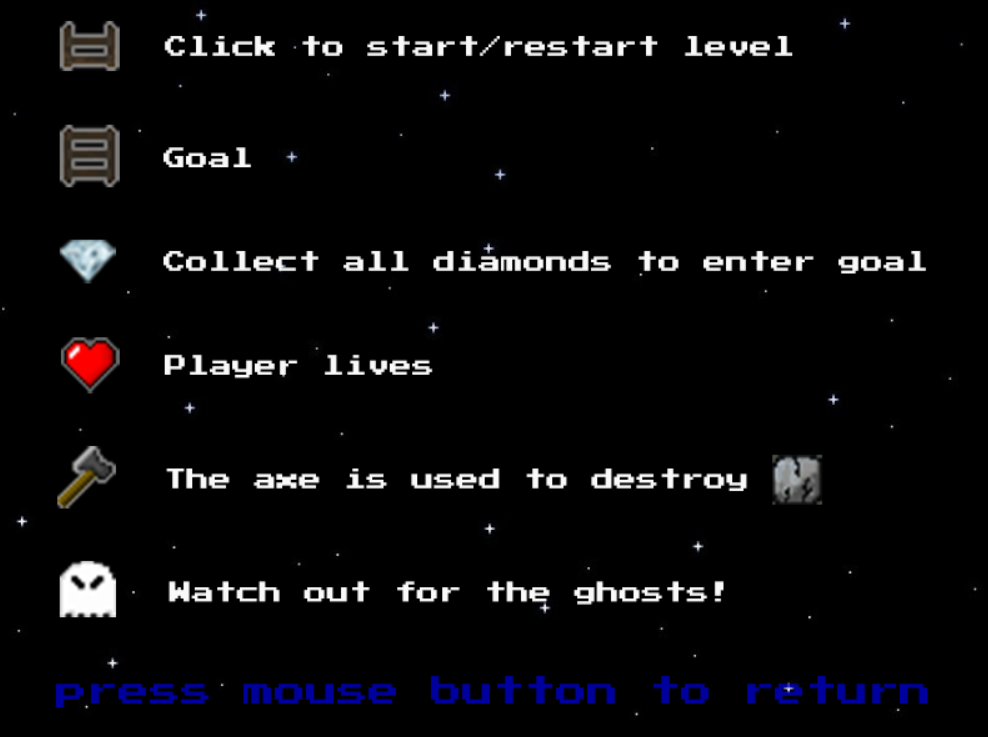 Click to start/restart level
Goal
Collect all diamonds to enter goal
Player lives
The axe is used to destroy
Watch out for the ghosts!
press mouse button to return